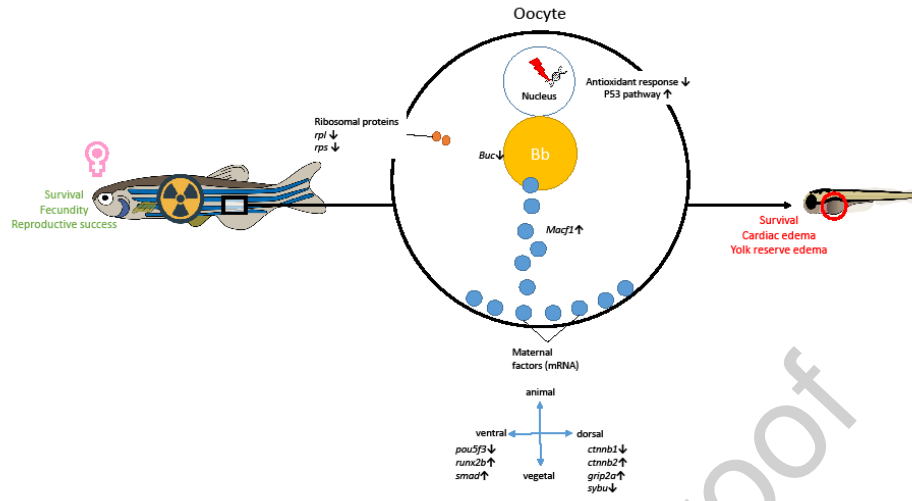 Oocyte
Nucleus
Antioxidant response ↓
P53 pathway ↑
Ribosomal proteins
rpl ↓
rps ↓
Buc↓
Bb
Survival
Fecundity
Reproductive success
Macf1↑
Survival
Cardiac edema
Yolk reserve edema
Maternal
factors (mRNA)
animal
ventral
dorsal
vegetal
pou5f3↓
runx2b↑
smad↑
ctnnb1↓
ctnnb2↑
grip2a↑
sybu↓
roof